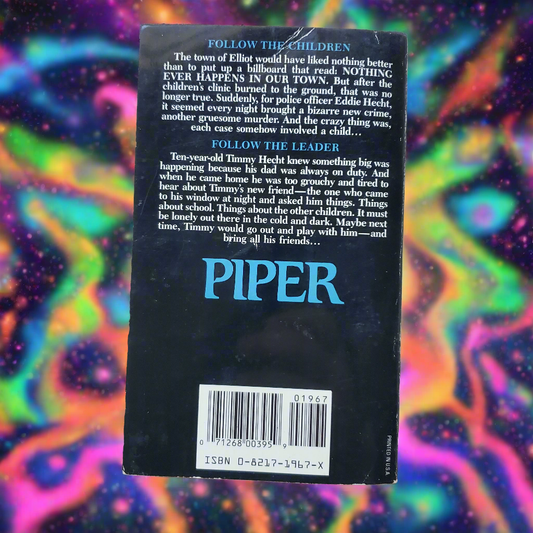 FOLLOW THE CHILDREN
The town of Elliot would have liked nothing better
than to put up a billboard that read: NOTHING
EVER HAPPENS IN OUR TOWN. But after the
children's clinic burned to the ground, that was no
longer true. Suddenly, for police officer Eddie Hecht,
it seemed every night brought a bizarre new crime,
another gruesome murder. And the crazy thing was,
each case somehow involved a child...
FOLLOW THE LEADER
Ten-year-old Timmy Hecht knew something big was
happening because his dad was always on duty. And
when he came home he was too grouchy and tired to
hear about Timmy's new friend—the one who came
to his window at night and asked him things. Things
about school. Things about the other children. It must
be lonely out there in the cold and dark. Maybe next
time, Timmy would go out and play with him—and
bring all his friends...
PIPER
01967
0 71268 00395 9
ISBN 0-8217-1967-X
PRINTED IN U.S.A.